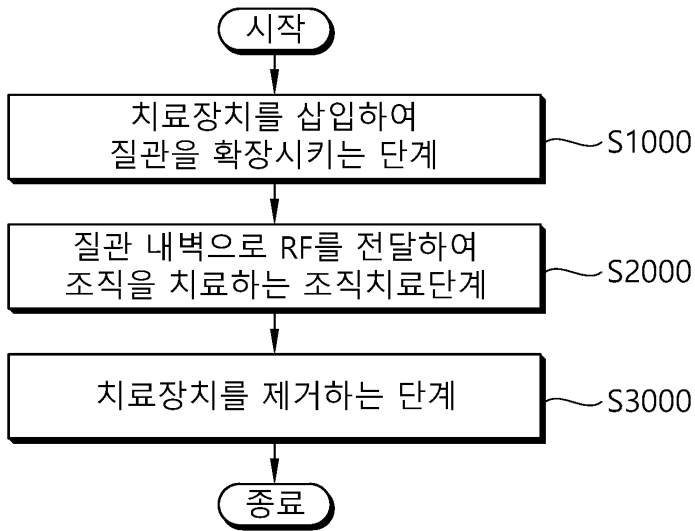 시작
치료장치를 삽입하여
질관을 확장시키는 단계
S1000
질관 내벽으로 RF를 전달하여
조직을 치료하는 조직치료단계
S2000
치료장치를 제거하는 단계
S3000
종료